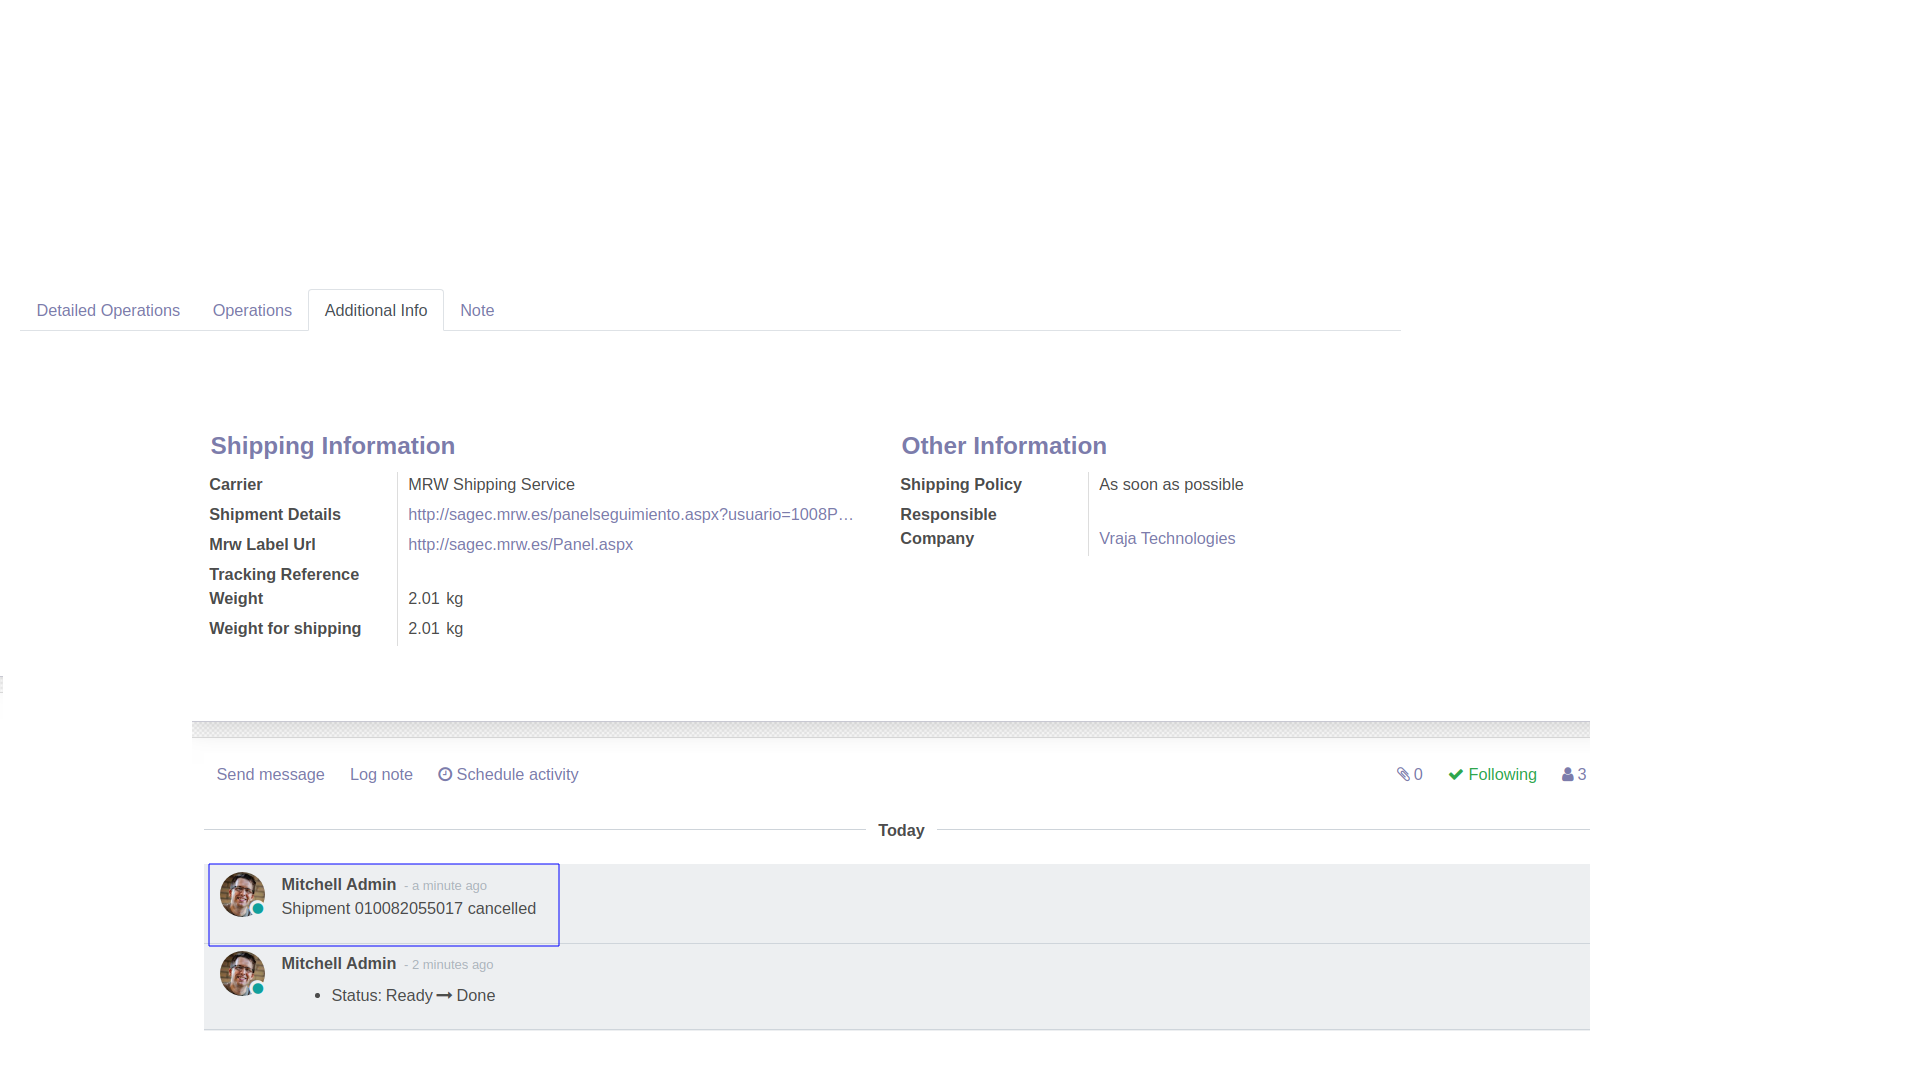 Detailed Operations Operations Additional Info Note
Shipping Information
Carrier MRW Shipping Service
Shipment Details http://sagec.mrw.es/panelseguimiento.aspx?usuario=1008P…
Mrw Label Url http://sagec.mrw.es/Panel.aspx
Tracking Reference
Weight 2.01 kg
Weight for shipping 2.01 kg
Other Information
Shipping Policy As soon as possible
Responsible
Company Vraja Technologies
Send message Log note Schedule activity 0 Following 3
Today
Mitchell Admin - a minute ago
Shipment 010082055017 cancelled
Mitchell Admin - 2 minutes ago
• Status: Ready → Done